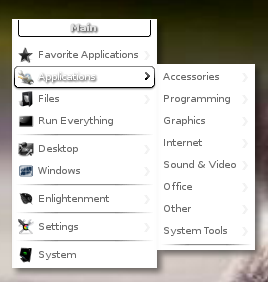 Main
Favorite Applications
Applications
Files
Run Everything
Desktop
Windows
Enlightenment
Settings
System
Accessories
Programming
Graphics
Internet
Sound & Video
Office
Other
System Tools